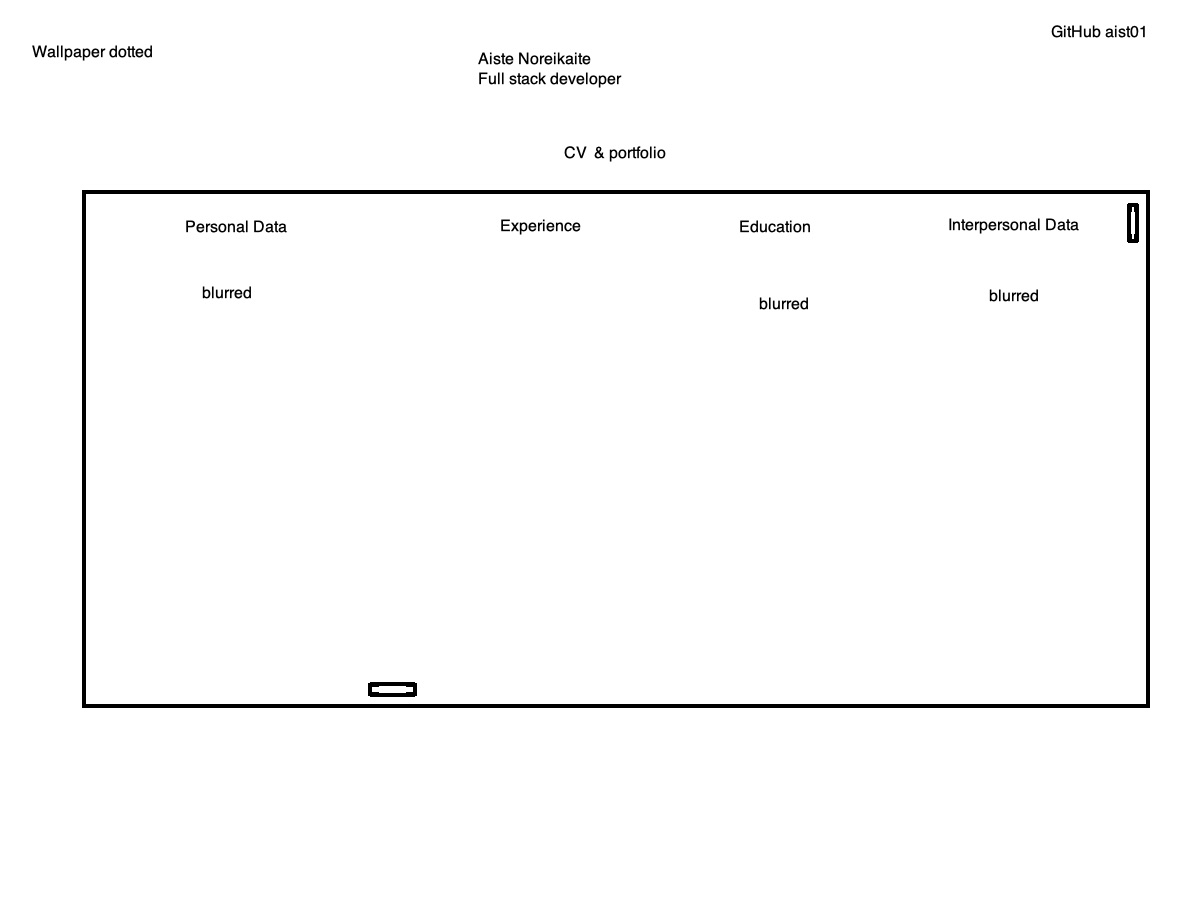 GitHub aist01
Wallpaper dotted
Aiste Noreikaite
Full stack developer
CV & portfolio
Personal Data
Experience
Education
Interpersonal Data
blurred
blurred
blurred